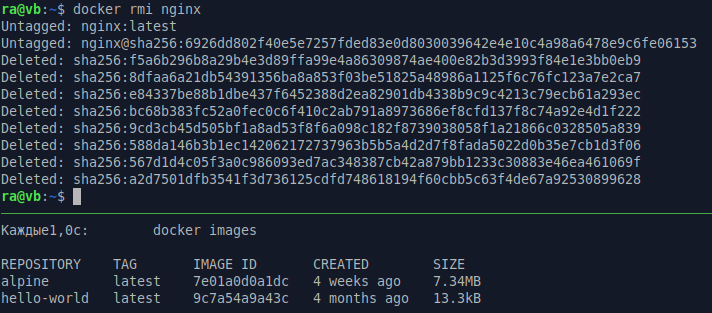 ra@vb:~$ docker rmi nginx
Untagged: nginx:latest
Untagged: nginx@sha256:6926dd802f40e5e7257fded83e0d8030039642e4e10c4a98a6478e9c6fe06153
Deleted: sha256:f5a6b296b8a29b4e3d89ffa99e4a86309874ae400e82b3d3993f84e1e3bb0eb9
Deleted: sha256:8dfaa6a21db54391356ba8a853f03be51825a48986a1125f6c76fc123a7e2ca7
Deleted: sha256:e84337be88b1dbe437f6452388d2ea82901db4338b9c9c4213c79ecb61a293ec
Deleted: sha256:bc68b383fc52a0fec0c6f410c2ab791a8973686ef8cfd137f8c74a92e4d1f222
Deleted: sha256:9cd3cb45d505bf1a8ad53f8f6a098c182f8739038058f1a21866c0328505a839
Deleted: sha256:588da146b3b1ec142062172737963b5b5a4d2d7f8fada5022d0b35e7cb1d3f06
Deleted: sha256:567d1d4c05f3a0c986093ed7ac348387cb42a879bb1233c30883e46ea461069f
Deleted: sha256:a2d7501dfb3541f3d736125cdfd748618194f60cbb5c63f4de67a92530899628
ra@vb:~$
Каждые1,0с: docker images
REPOSITORY TAG IMAGE ID CREATED SIZE
alpine latest 7e01a0d0a1dc 4 weeks ago 7.34MB
hello-world latest 9c7a54a9a43c 4 months ago 13.3kB